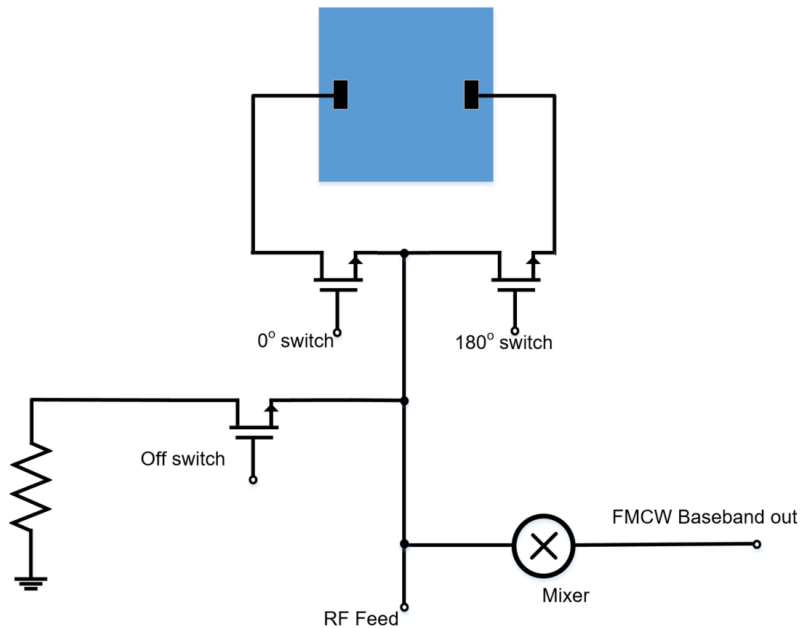 0° switch
180° switch
Off switch
FMCW Baseband out
Mixer
RF Feed